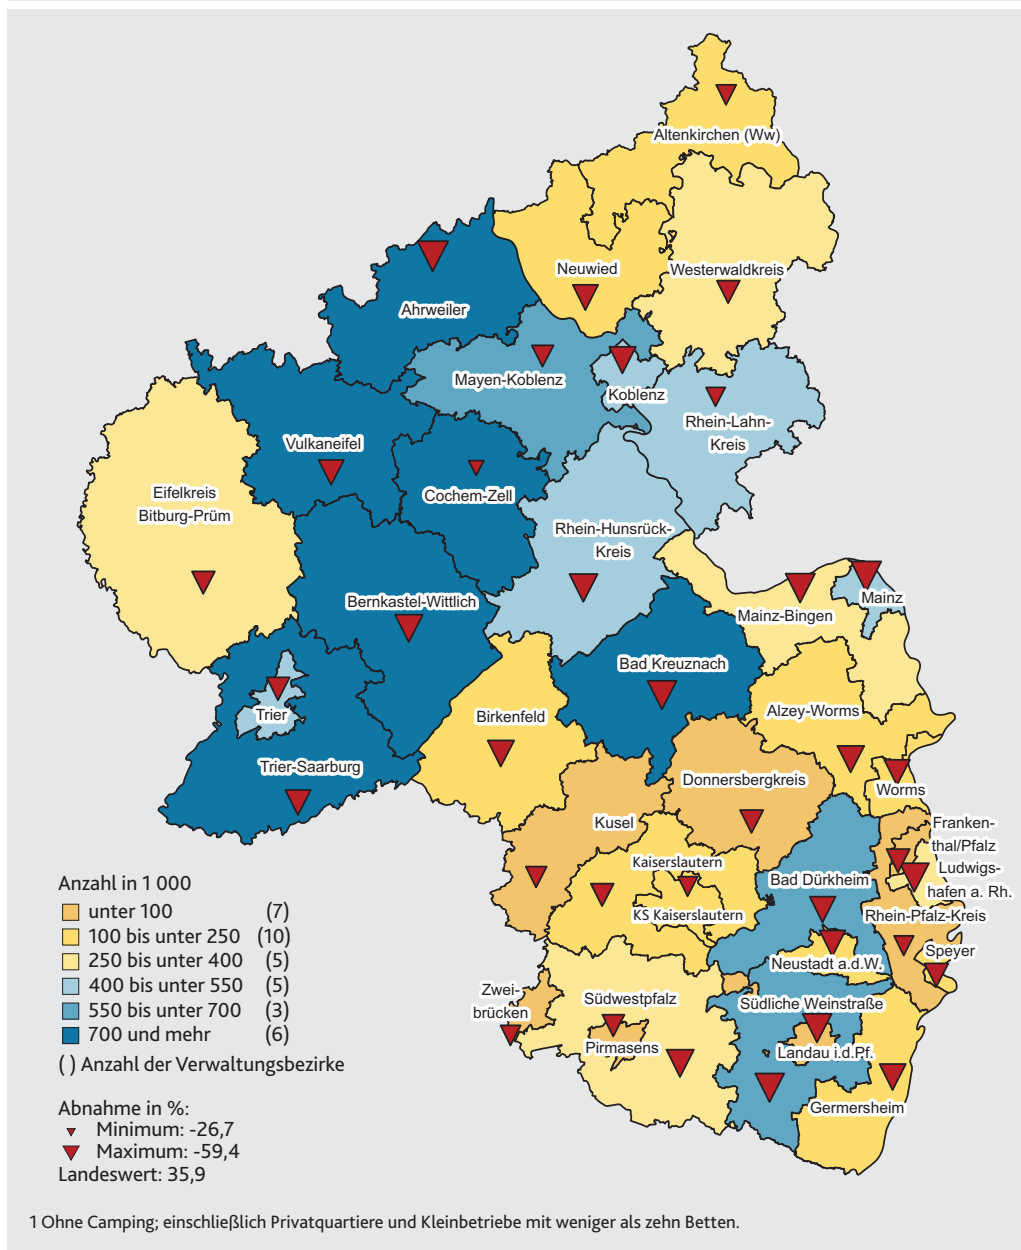 Altenkirchen (Ww)
Neuwied
Westerwaldkreis
Ahrweiler
Mayen-Koblenz
Koblenz
Rhein-Lahn-
Kreis
Vulkaneifel
Cochem-Zell
Eifelkreis
Bitburg-Prüm
Rhein-Hunsrück-
Kreis
Bernkastel-Wittlich
Mainz
Mainz-Bingen
Bad Kreuznach
Trier
Birkenfeld
Alzey-Worms
Trier-Saarburg
Donnersbergkreis
Worms
Kusel
Franken-
thal/Pfalz
Kaiserslautern
Ludwigs-
hafen a. Rh.
Bad Dürkheim
KS Kaiserslautern
Rhein-Pfalz-Kreis
Speyer
Neustadt a.d.W.
Zwei-
brücken
Südwestpfalz
Südliche Weinstraße
Pirmasens
Landau i.d.Pf.
Germersheim
Anzahl in 1 000
unter 100 (7)
100 bis unter 250 (10)
250 bis unter 400 (5)
400 bis unter 550 (5)
550 bis unter 700 (3)
700 und mehr (6)
( ) Anzahl der Verwaltungsbezirke
Abnahme in %:
Minimum: -26,7
Maximum: -59,4
Landeswert: 35,9
1 Ohne Camping; einschließlich Privatquartiere und Kleinbetriebe mit weniger als zehn Betten.